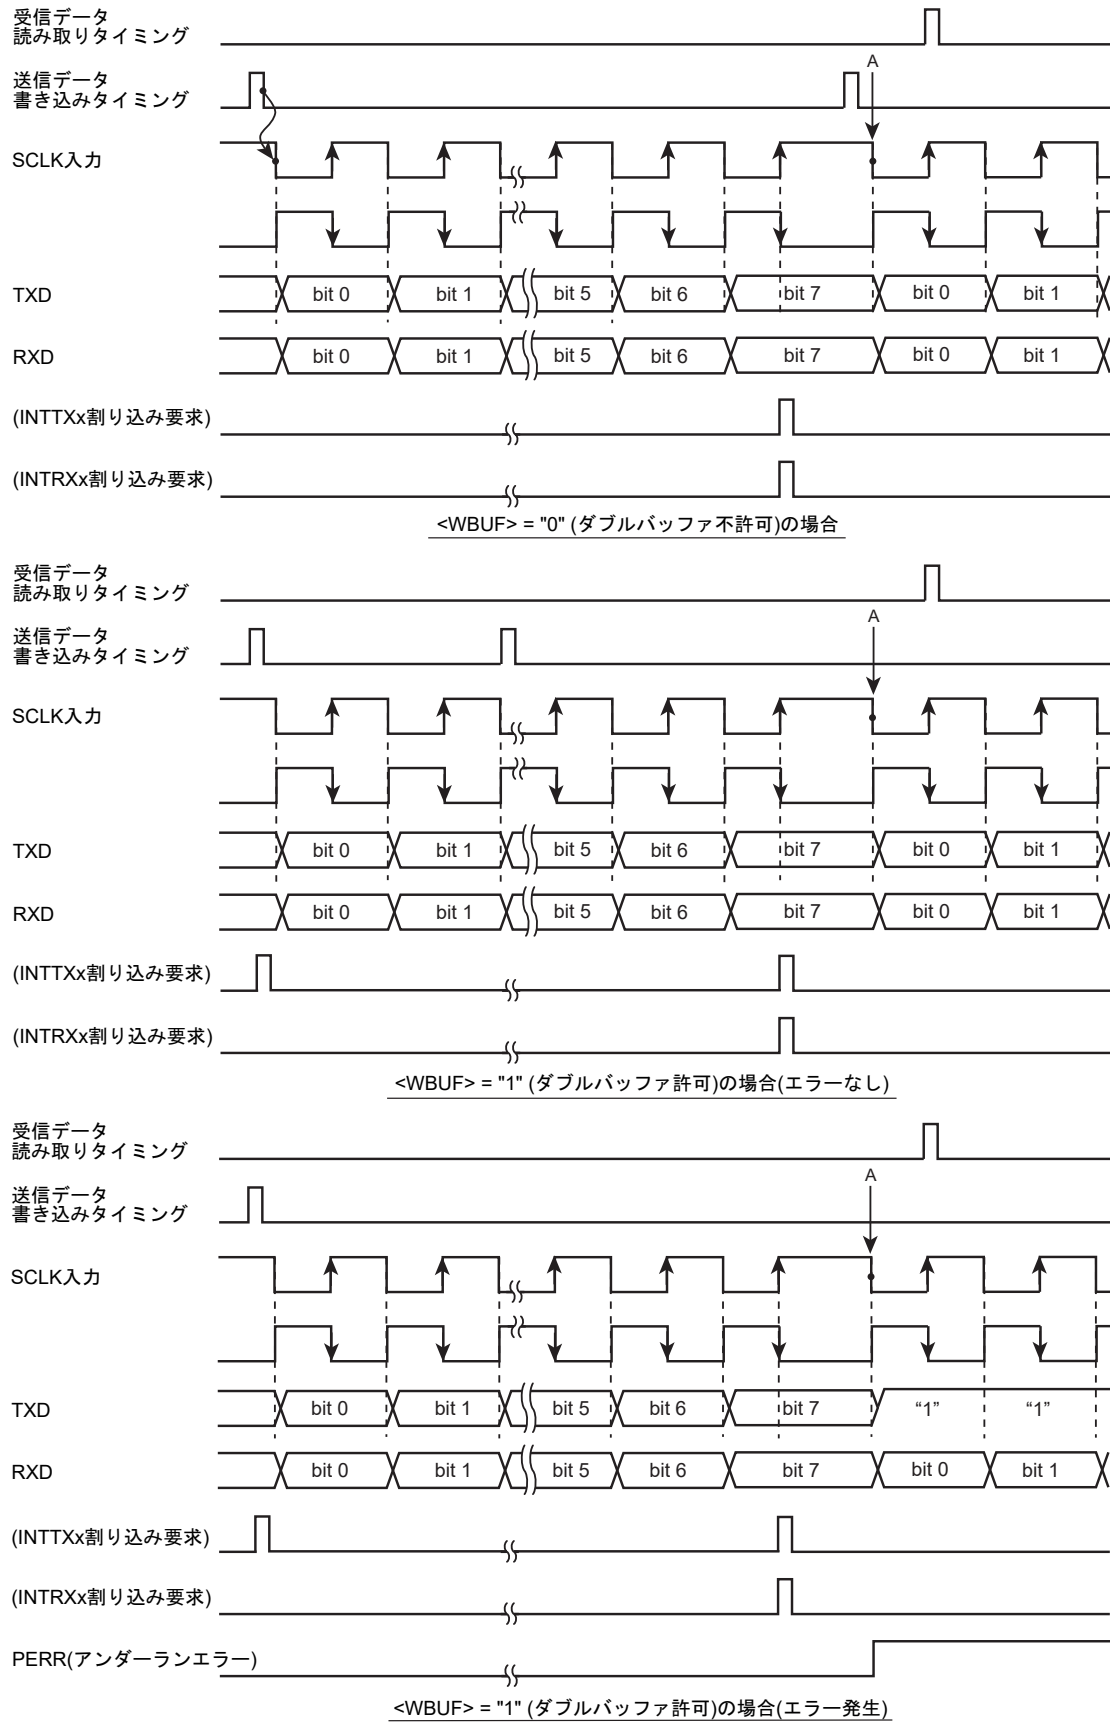 受信データ
読み取りタイミング
送信データ
書き込みタイミング
A
SCLK入力
TXD
bit 0 bit 1 bit 5 bit 6 bit 7 bit 0 bit 1
RXD
bit 0 bit 1 bit 5 bit 6 bit 7 bit 0 bit 1
(INTTXx割り込み要求)
(INTRXx割り込み要求)
<WBUF> = "0" (ダブルバッファ不許可)の場合
受信データ
読み取りタイミング
送信データ
書き込みタイミング
A
SCLK入力
TXD
bit 0 bit 1 bit 5 bit 6 bit 7 bit 0 bit 1
RXD
bit 0 bit 1 bit 5 bit 6 bit 7 bit 0 bit 1
(INTTXx割り込み要求)
(INTRXx割り込み要求)
<WBUF> = "1" (ダブルバッファ許可)の場合(エラーなし)
受信データ
読み取りタイミング
送信データ
書き込みタイミング
A
SCLK入力
TXD
bit 0 bit 1 bit 5 bit 6 bit 7 “1” “1”
RXD
bit 0 bit 1 bit 5 bit 6 bit 7 bit 0 bit 1
(INTTXx割り込み要求)
(INTRXx割り込み要求)
PERR(アンダーランエラー)
<WBUF> = "1" (ダブルバッファ許可)の場合(エラー発生)